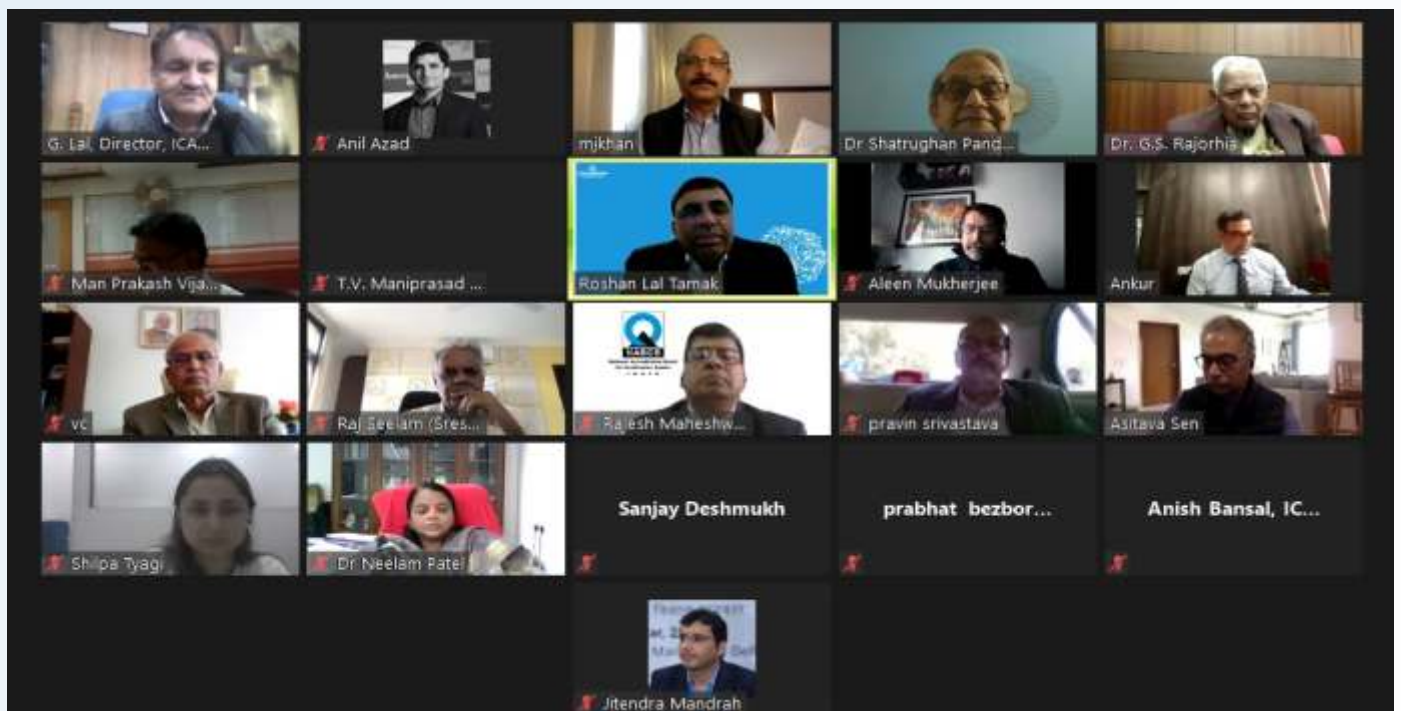 G. Lal, Director, ICA...
Anil Azad
mjkhan
Dr Shatrughan Pand...
Dr. G.S. Rajorhia
Man Prakash Vija...
T.V. Maniprasad ...
Roshan Lal Tamak
Aleen Mukherjee
Ankur
vc
Raj Seelam (Sres...
NABCB
INDIA
Rajesh Maheshw...
pravin srivastava
Asitava Sen
Shilpa Tyagi
Dr Neelam Patel
Sanjay Deshmukh
prabhat bezbor...
Anish Bansal, IC...
Jitendra Mandrah